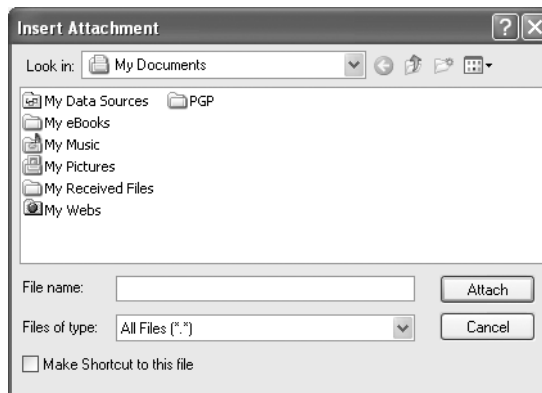 Insert Attachment
Look in: My Documents
My Data Sources PGP
My eBooks
My Music
My Pictures
My Received Files
My Webs
File name: Attach
Files of type: All Files (*.*) Cancel
Make Shortcut to this file